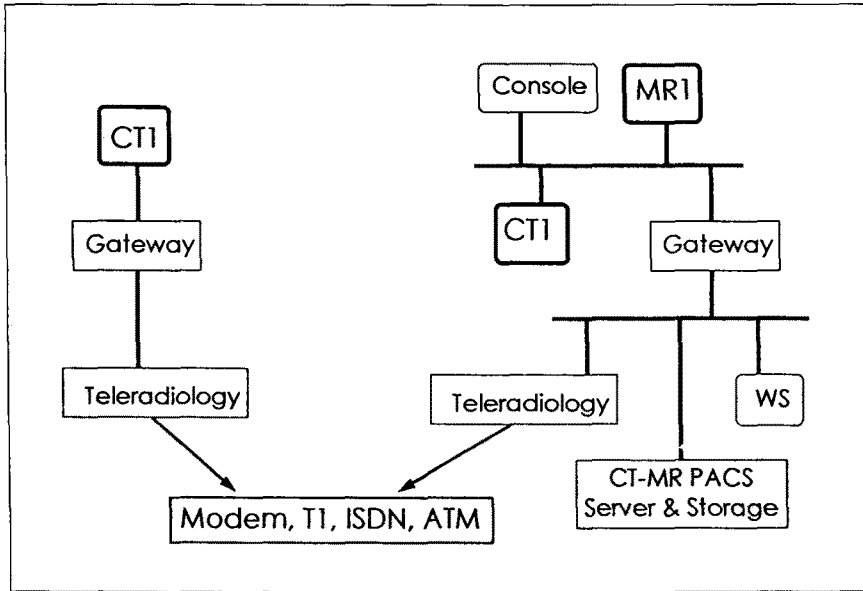 Console
MR1
CT1
CT1
Gateway
Gateway
Teleradiology
Teleradiology
WS
CT-MR PACS
Server & Storage
Modem, T1, ISDN, ATM